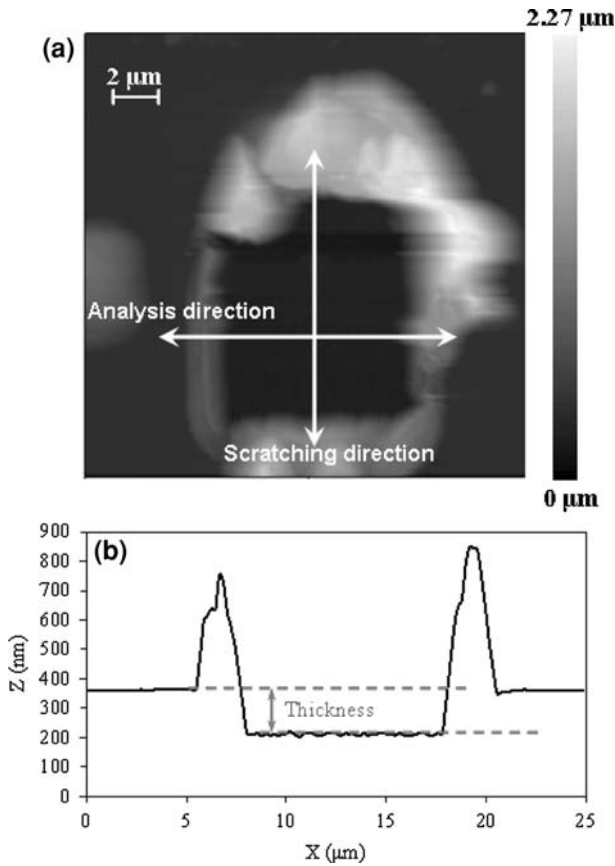 2.27 μm
(a)
2 μm
Analysis direction
Scratching direction
0 μm
(b)
900
800
700
600
500
400
300
200
100
0
Z (nm)
Thickness
0 5 10 15 20 25
X (μm)